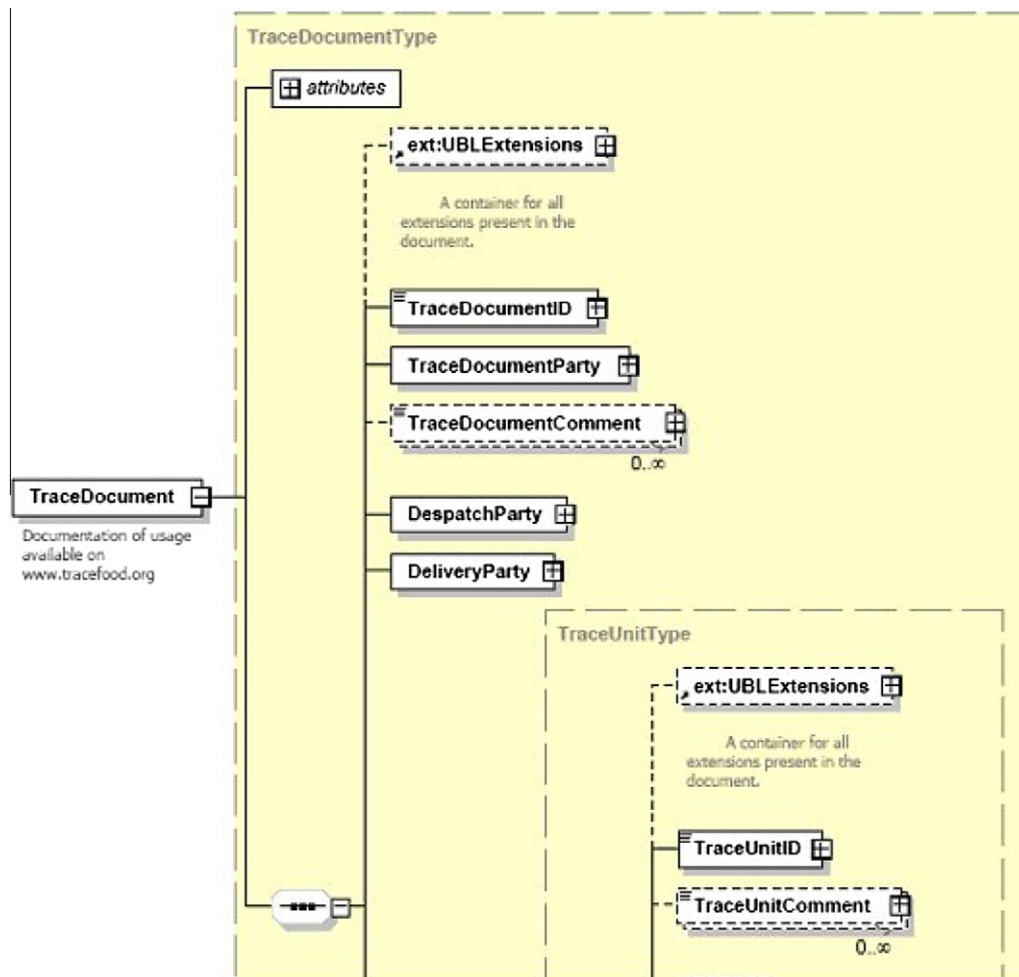 TraceDocumentType
attributes
ext:UBLExtensions
A container for all
extensions present in the
document.
TraceDocumentID
TraceDocumentParty
TraceDocumentComment
0..∞
TraceDocument
Documentation of usage
available on
www.tracefood.org
DespatchParty
DeliveryParty
TraceUnitType
ext:UBLExtensions
A container for all
extensions present in the
document.
TraceUnitID
TraceUnitComment
0..∞